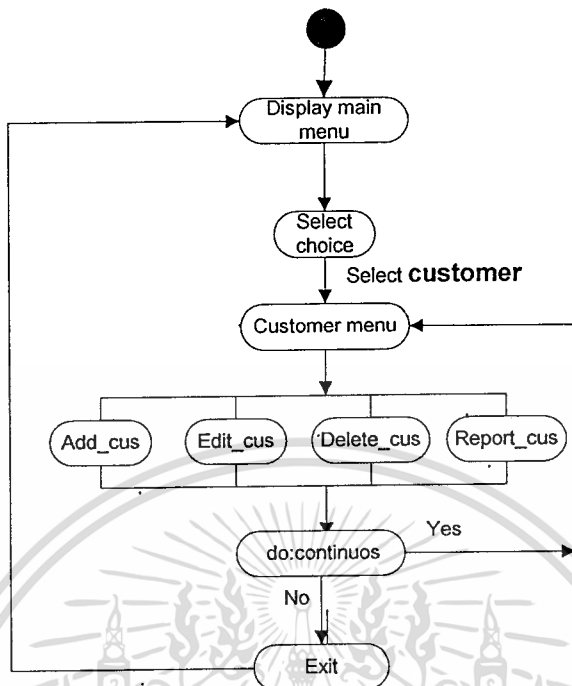 Display main
menu
Select
choice
Select customer
Customer menu
Add_cus
Edit_cus
Delete_cus
Report_cus
do:continuos
Yes
No
Exit